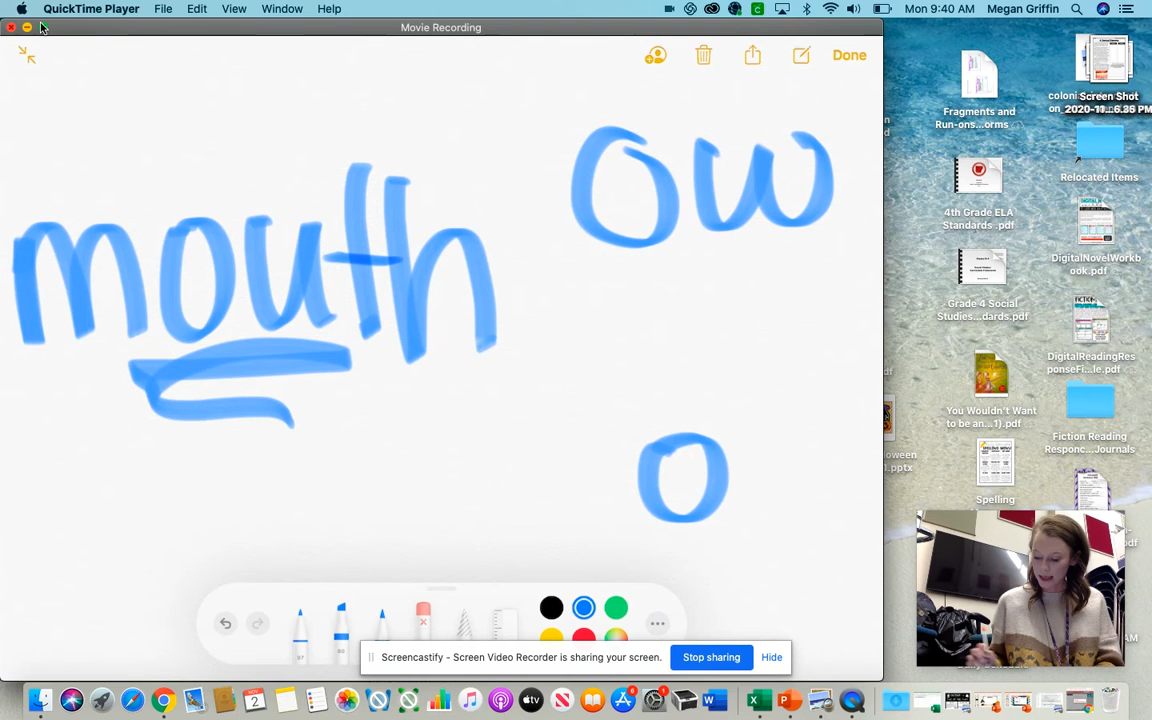 QuickTime Player File Edit View Window Help
Mon 9:40 AM Megan Griffin
Movie Recording
Done
mouth
ow
o
Fragments and
Run-ons...orms
Screen Shot
Relocated Items
4th Grade ELA
Standards .pdf
DigitalNovelWorkb
ook.pdf
Grade 4 Social
Studies...dards.pdf
DigitalReadingRes
ponseFi...le.pdf
You Wouldn't Want
to be an...1).pdf
Fiction Reading
Responc...Journals
Spelling
Screencastify - Screen Video Recorder is sharing your screen.
Stop sharing
Hide